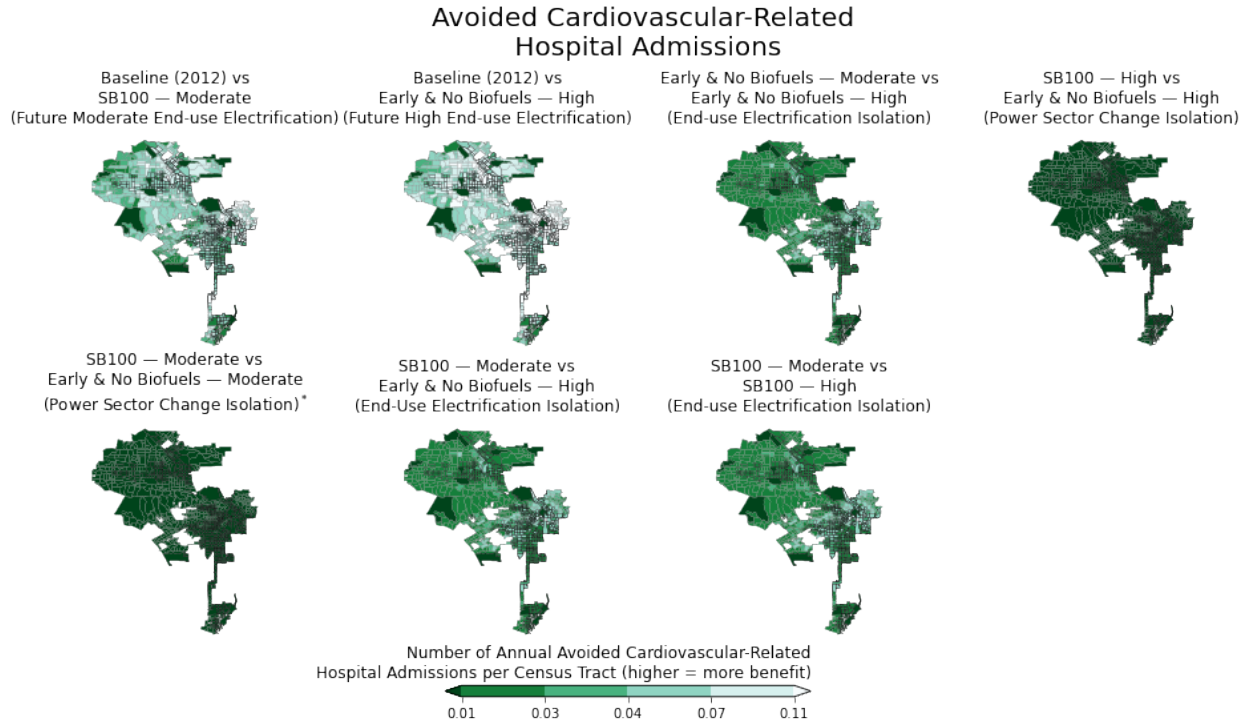 Avoided Cardiovascular-Related
Hospital Admissions
Baseline (2012) vs
SB100 — Moderate
(Future Moderate End-use Electrification)
Baseline (2012) vs
Early & No Biofuels — High
(Future High End-use Electrification)
Early & No Biofuels — Moderate vs
Early & No Biofuels — High
(End-use Electrification Isolation)
SB100 — High vs
Early & No Biofuels — High
(Power Sector Change Isolation)
SB100 — Moderate vs
Early & No Biofuels — Moderate
(Power Sector Change Isolation)*
SB100 — Moderate vs
Early & No Biofuels — High
(End-Use Electrification Isolation)
SB100 — Moderate vs
SB100 — High
(End-use Electrification Isolation)
Number of Annual Avoided Cardiovascular-Related
Hospital Admissions per Census Tract (higher = more benefit)
0.01 0.03 0.04 0.07 0.11